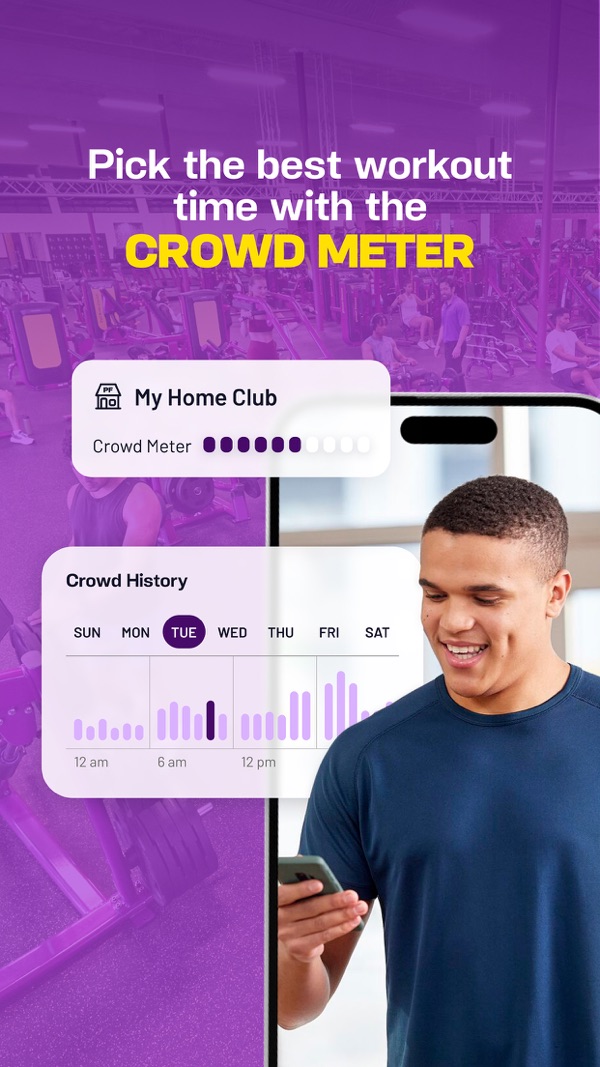 Pick the best workout
time with the
CROWD METER
PF
My Home Club
Crowd Meter
Crowd History
SUN MON TUE WED THU FRI SAT
12 am 6 am 12 pm